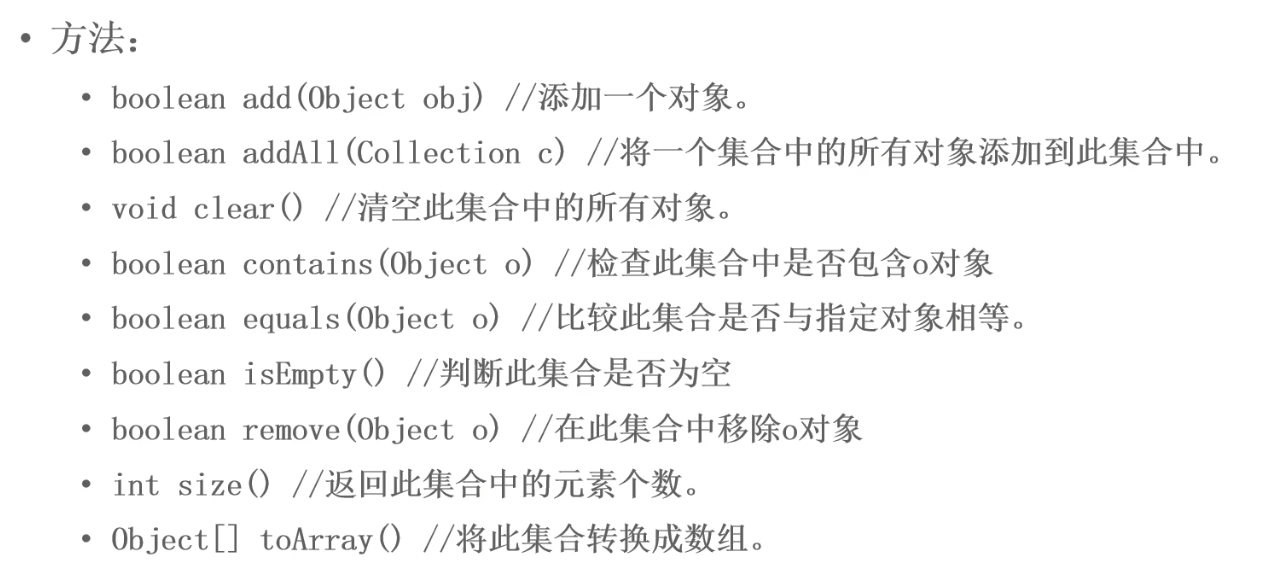 • 方法：
• boolean add(Object obj) //添加一个对象。
• boolean addAll(Collection c) //将一个集合中的所有对象添加到此集合中。
• void clear() //清空此集合中的所有对象。
• boolean contains(Object o) //检查此集合中是否包含o对象
• boolean equals(Object o) //比较此集合是否与指定对象相等。
• boolean isEmpty() //判断此集合是否为空
• boolean remove(Object o) //在此集合中移除o对象
• int size() //返回此集合中的元素个数。
• Object[] toArray() //将此集合转换成数组。